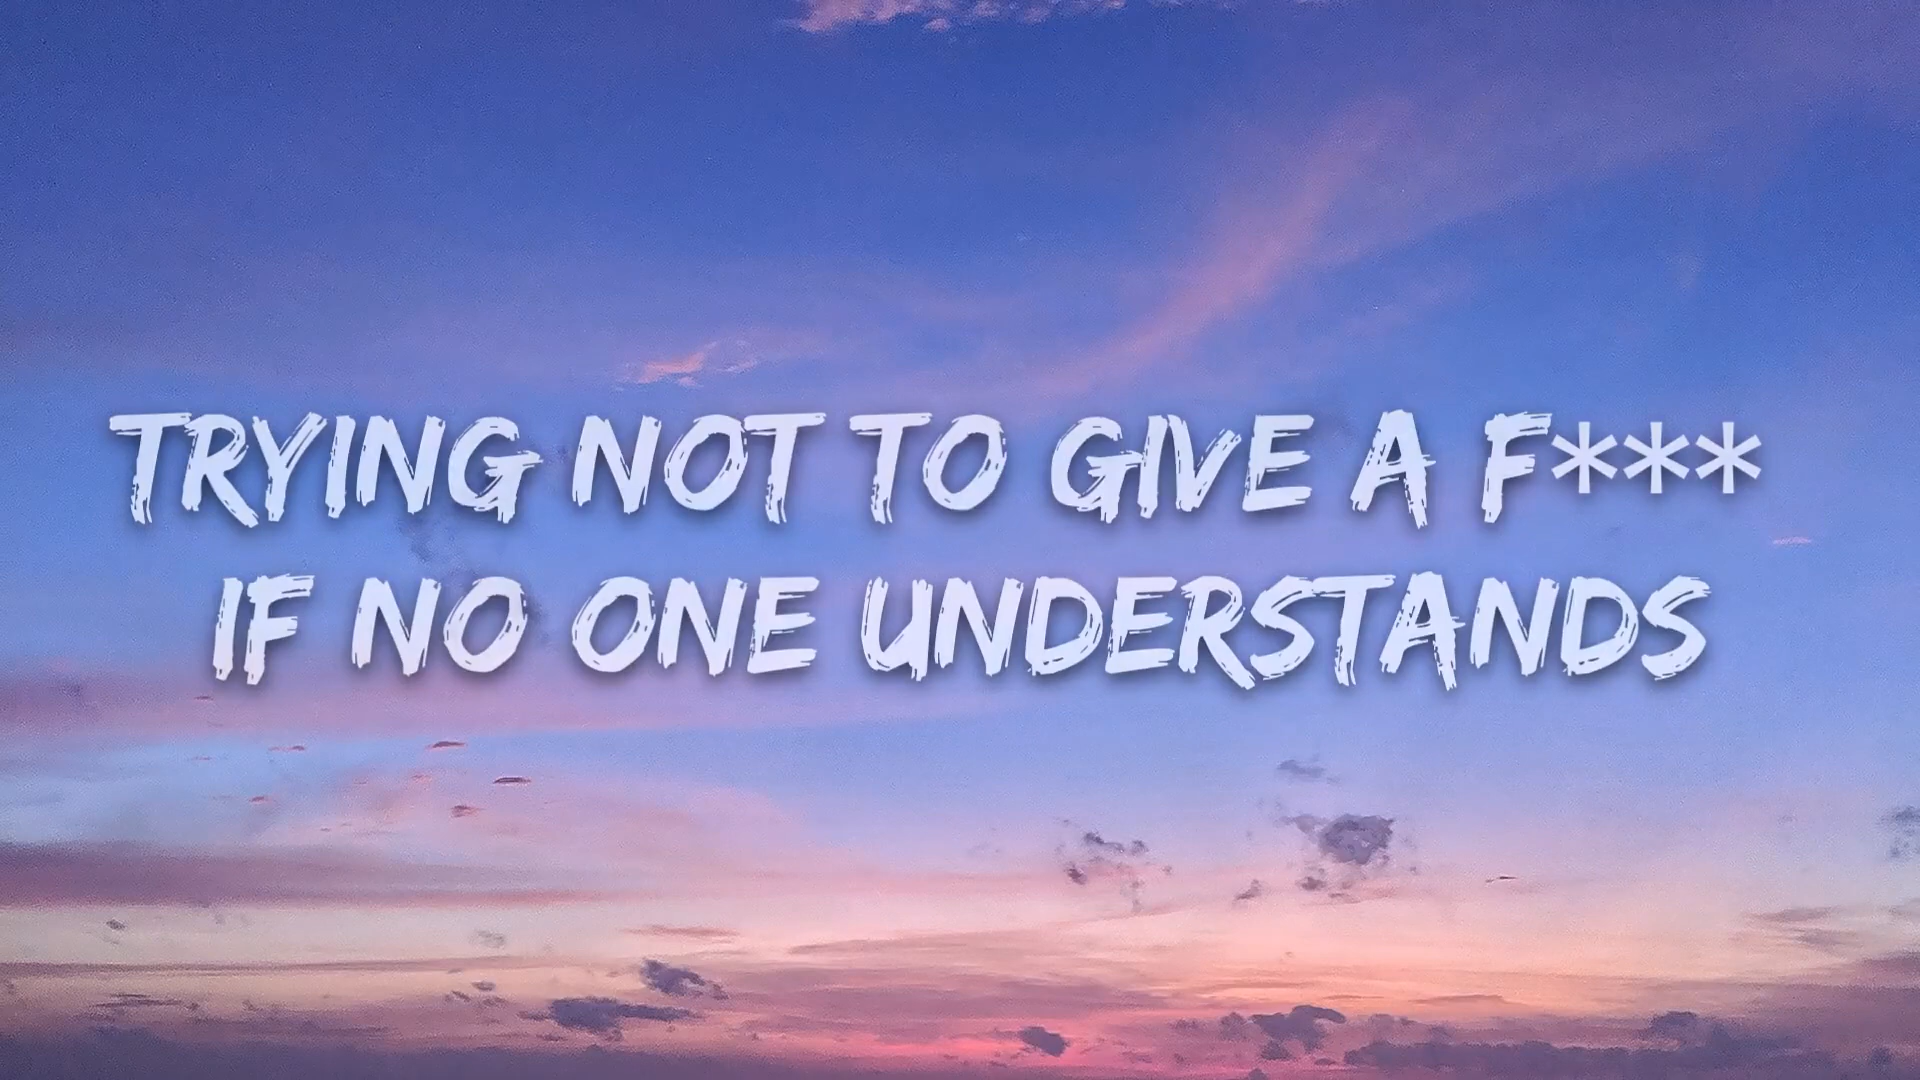 TRYING NOT TO GIVE A F***
IF NO ONE UNDERSTANDS